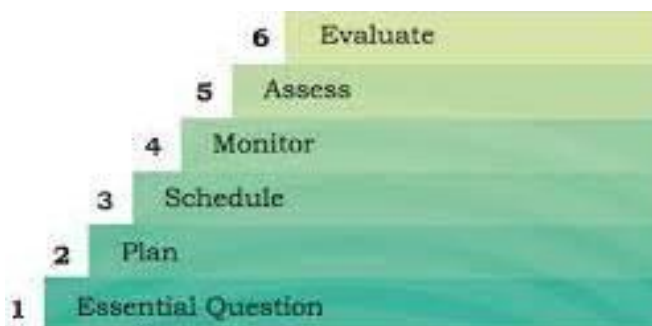 6 Evaluate
5 Assess
4 Monitor
3 Schedule
2 Plan
1 Essential Question